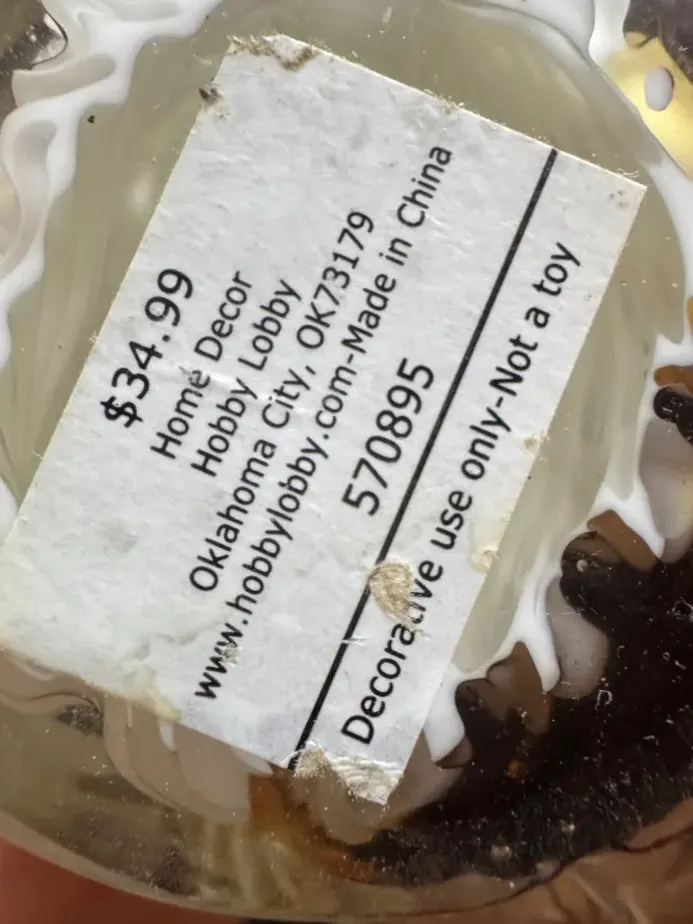 $34.99
Home Decor
Hobby Lobby
Oklahoma City, OK73179
www.hobbylobby.com-Made in China
570895
Decorative use only-Not a toy